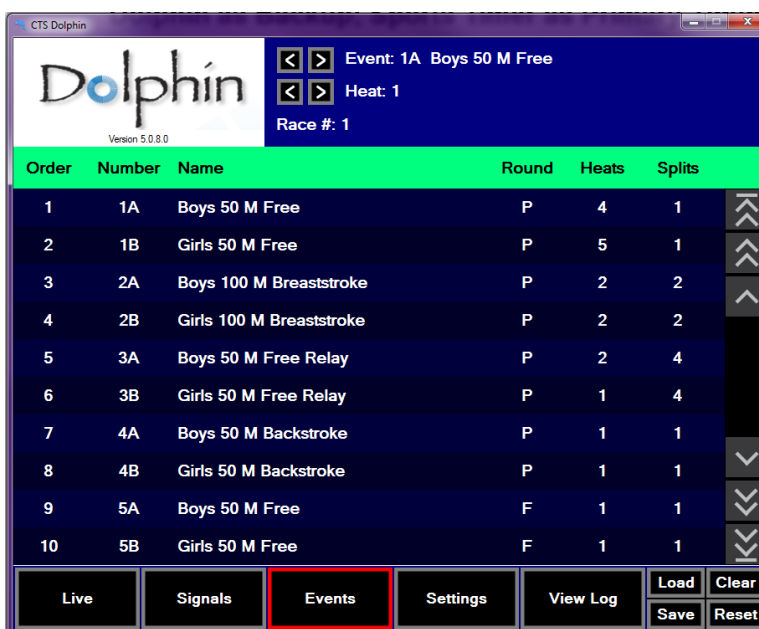 CTS Dolphin
Dolphin
Version 5.0.8.0
< > Event: 1A Boys 50 M Free
< > Heat: 1
Race #: 1
Order Number Name Round Heats Splits
1 1A Boys 50 M Free P 4 1
2 1B Girls 50 M Free P 5 1
3 2A Boys 100 M Breaststroke P 2 2
4 2B Girls 100 M Breaststroke P 2 2
5 3A Boys 50 M Free Relay P 2 4
6 3B Girls 50 M Free Relay P 1 4
7 4A Boys 50 M Backstroke P 1 1
8 4B Girls 50 M Backstroke P 1 1
9 5A Boys 50 M Free F 1 1
10 5B Girls 50 M Free F 1 1
Live Signals Events Settings View Log Load Clear
Save Reset